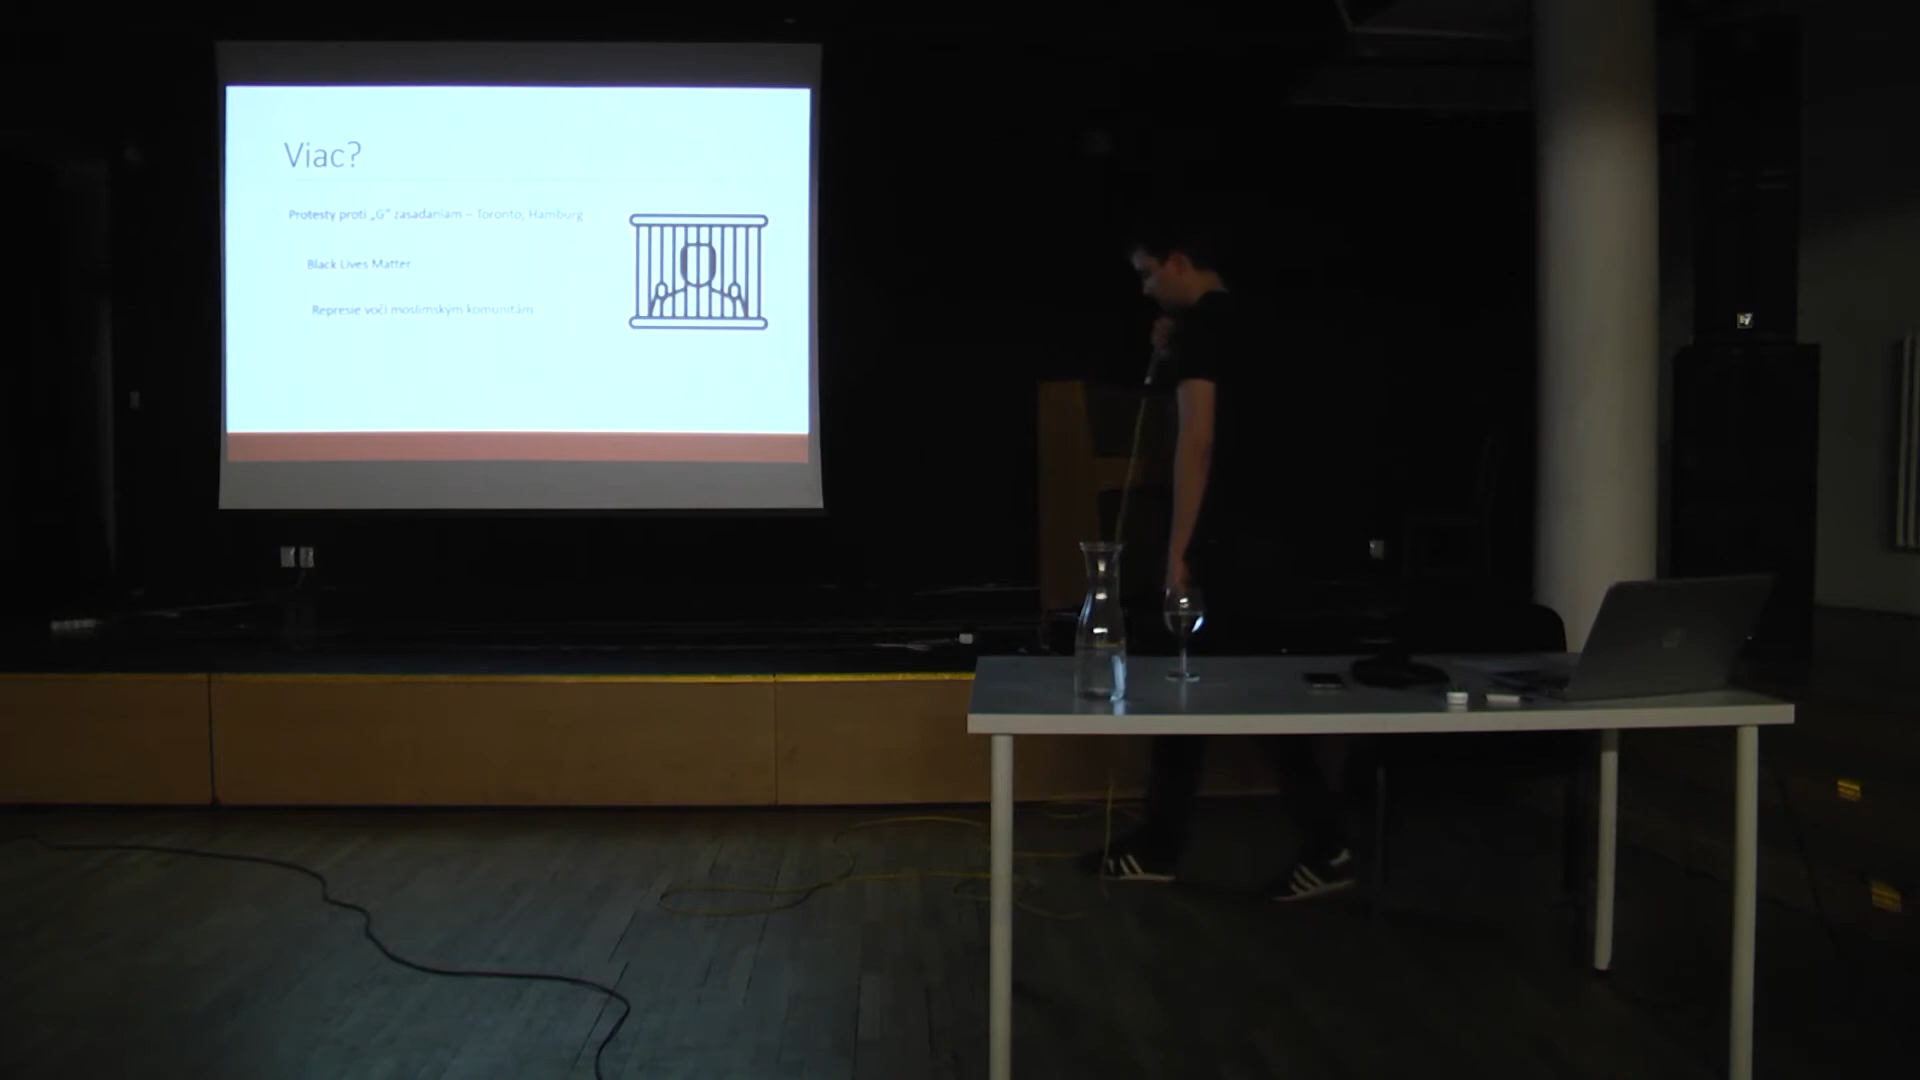 Viac?
Protesty proti „G“ zasadaniam – Toronto, Hamburg
Black Lives Matter
Represie voči moslimským komunitám